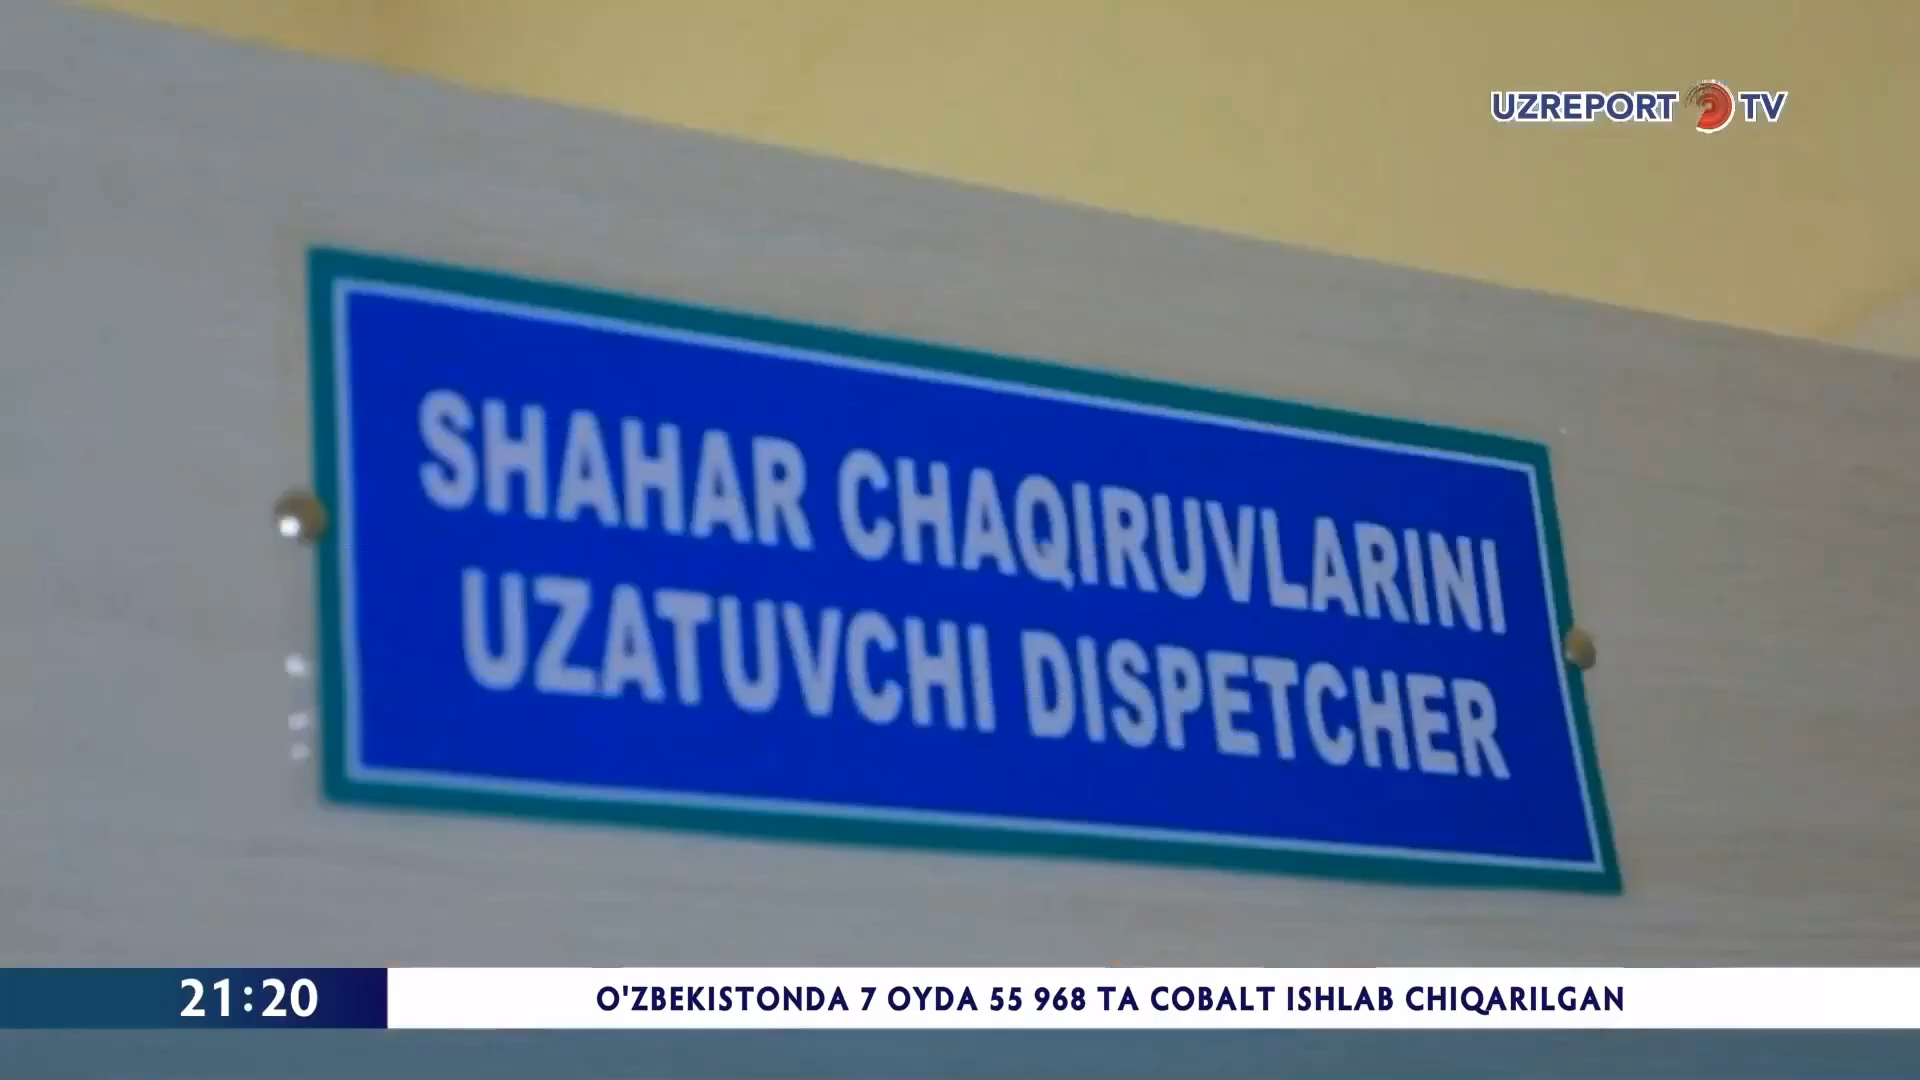 UZREPORT TV
SHAHAR CHAQIRUVLARINI
UZATUVCHI DISPETCHER
21:20
O'ZBEKISTONDA 7 OYDA 55 968 TA COBALT ISHLAB CHIQARILGAN